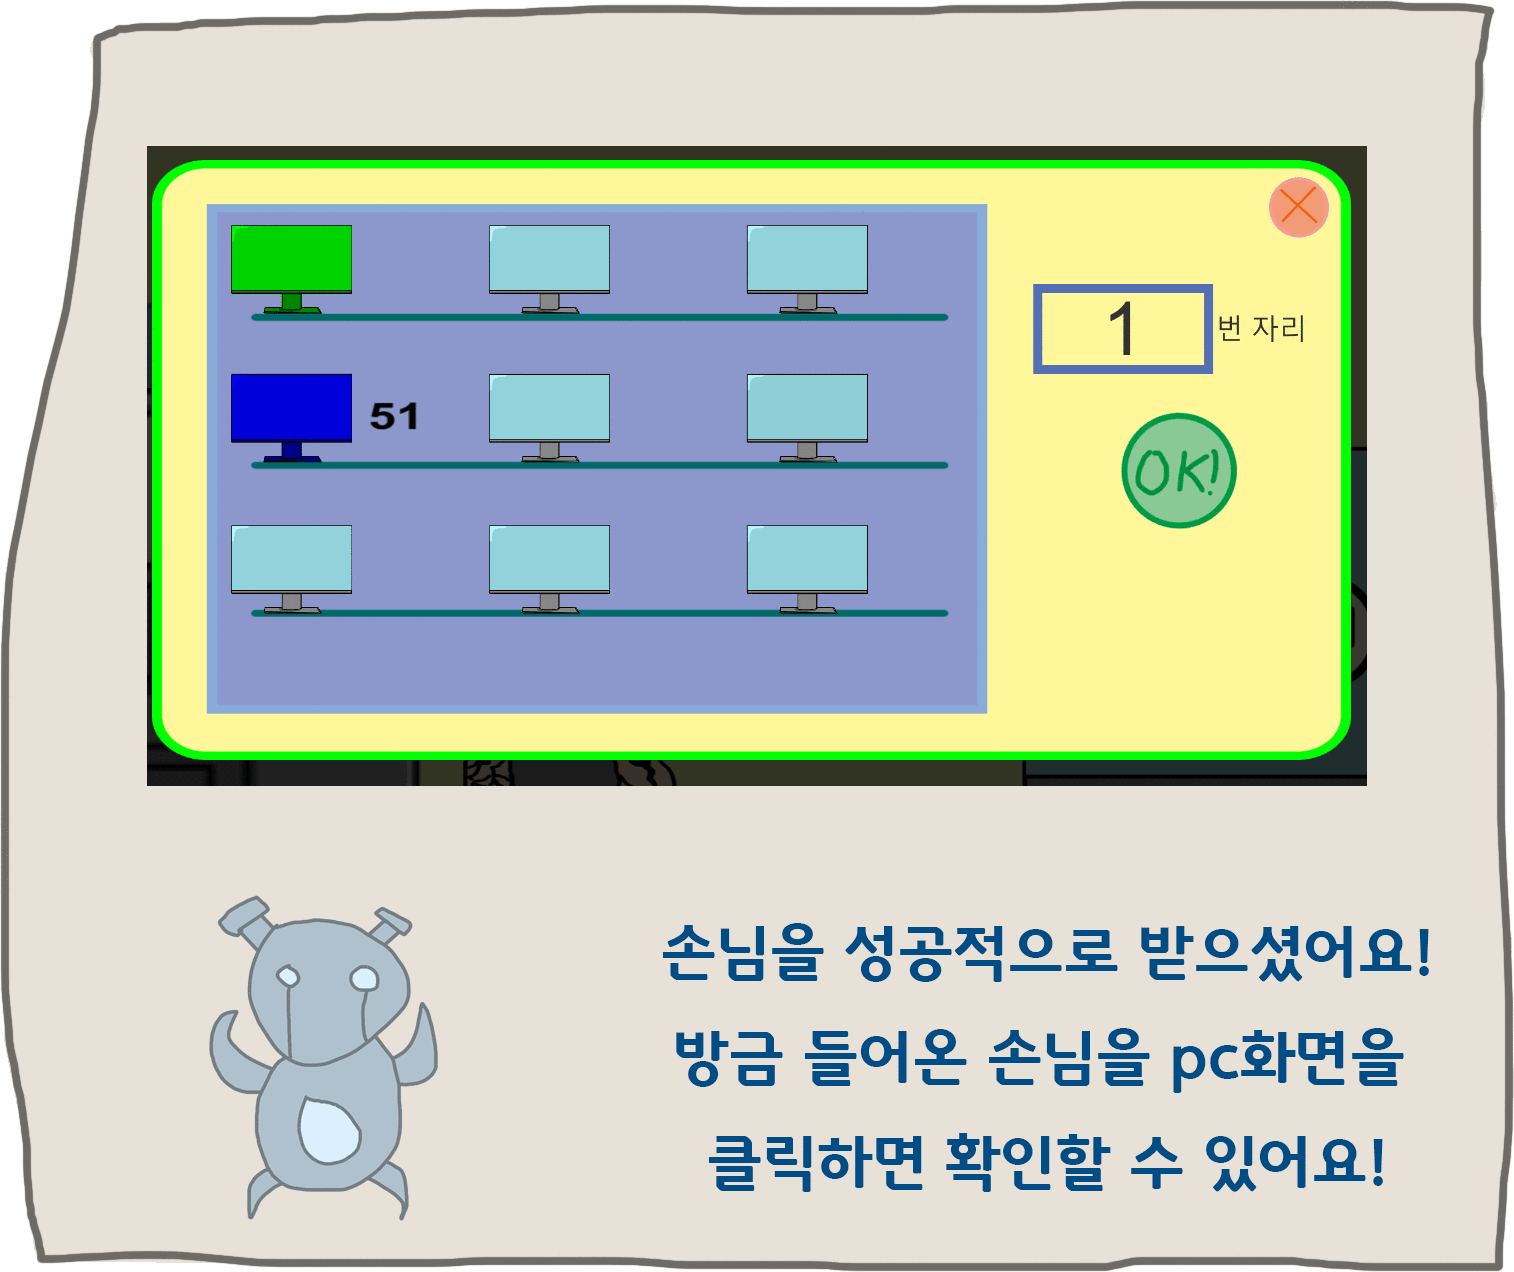 1
번 자리
51
OK!
손님을 성공적으로 받으셨어요!
방금 들어온 손님을 pc화면을
클릭하면 확인할 수 있어요!